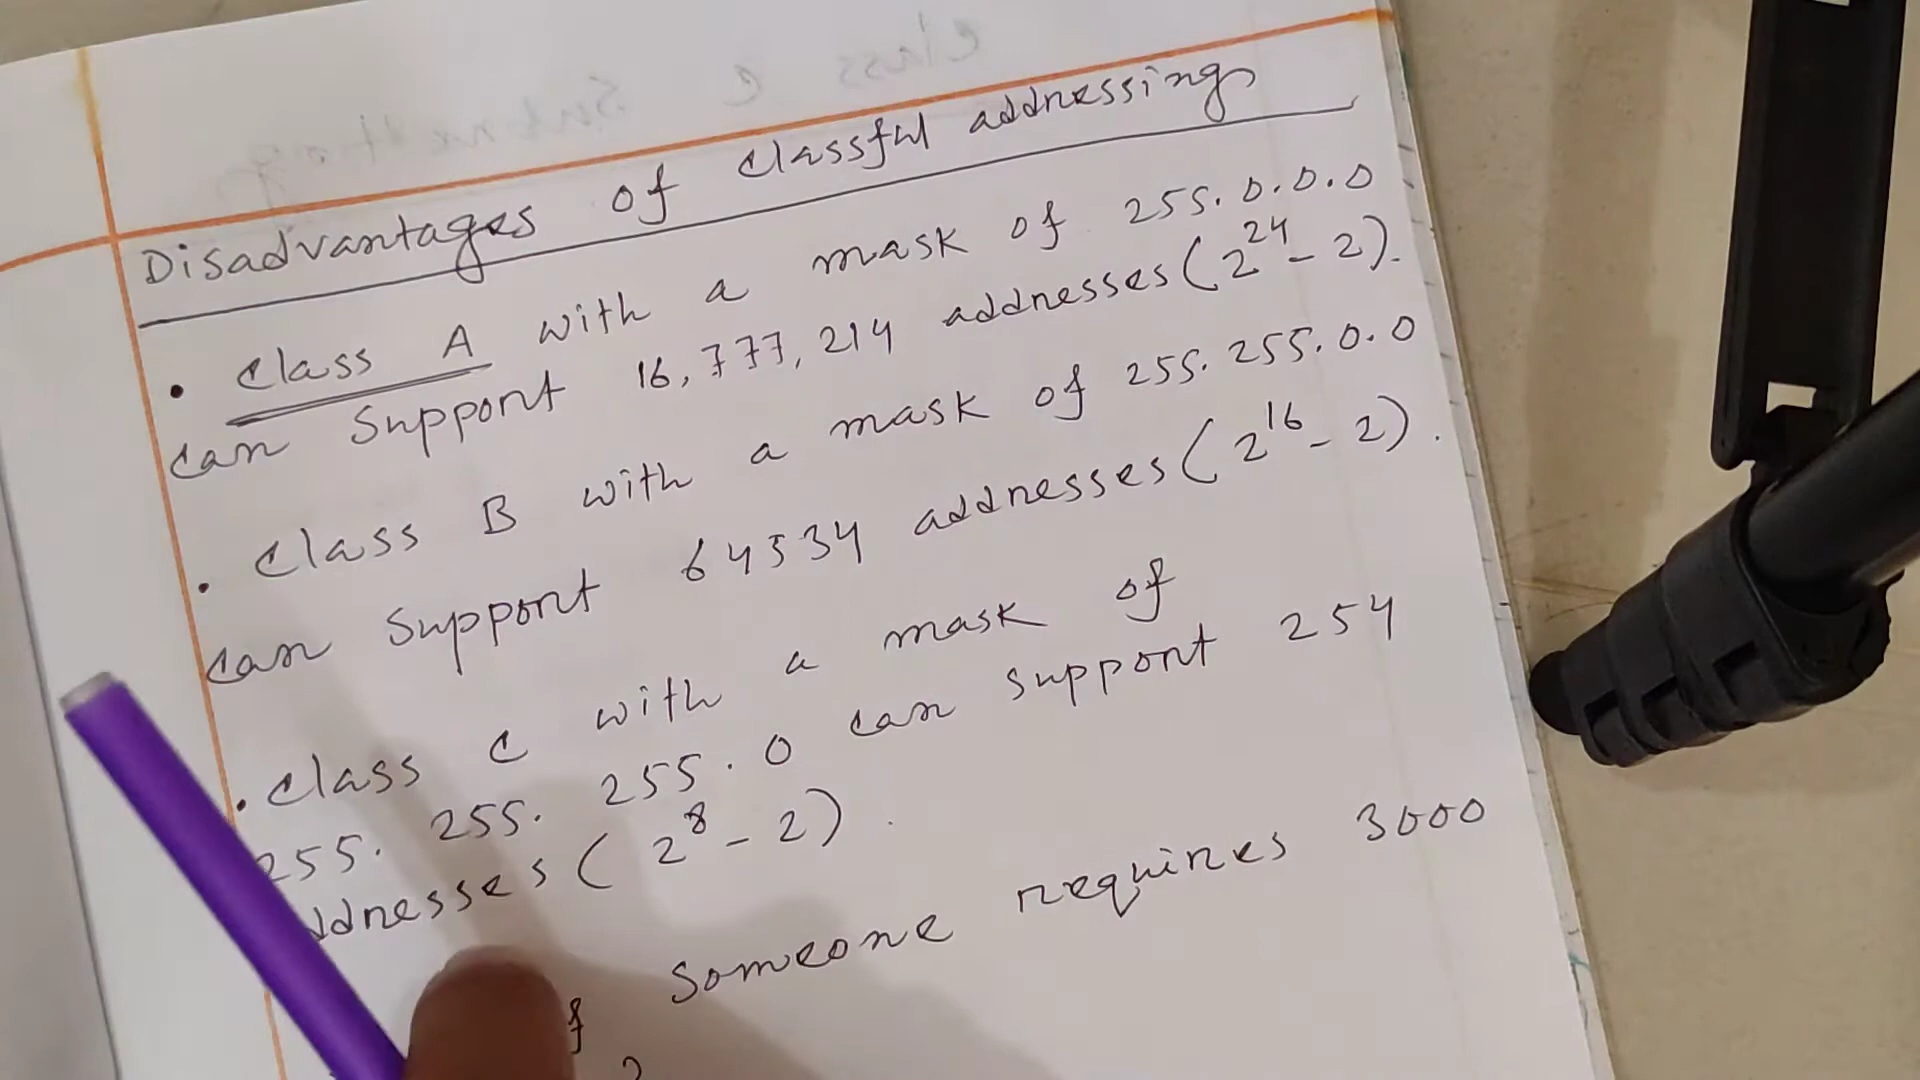 Disadvantages of classful addressing
• Class A with a mask of 255.0.0.0
can support 16,777,214 addresses (2^24 - 2).
• Class B with a mask of 255.255.0.0
can support 64534 addresses (2^16 - 2).
• Class C with a mask of
255. 255. 255. 0 can support 254
ddresses (2^8 - 2).
f someone requires 3000